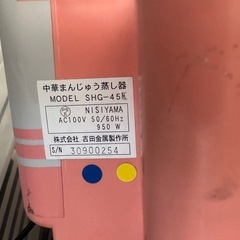 中華まんじゅう蒸し器
MODEL SHG-45K
NISIYAMA
AC100V 50/60Hz
950 W
株式会社 吉田金属製作所
S/N 30900254